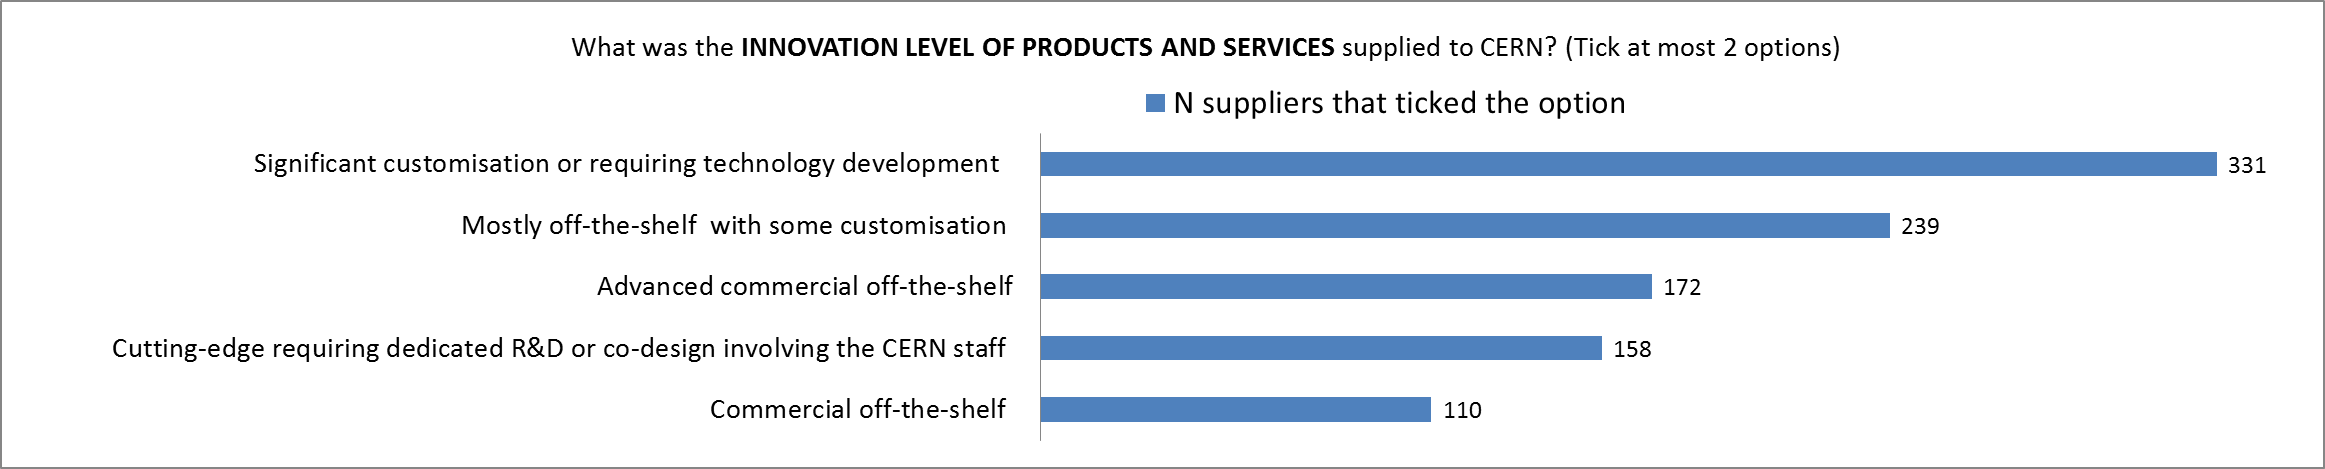 What was the INNOVATION LEVEL OF PRODUCTS AND SERVICES supplied to CERN? (Tick at most 2 options)
N suppliers that ticked the option
Significant customisation or requiring technology development 331
Mostly off-the-shelf  with some customisation 239
Advanced commercial off-the-shelf 172
Cutting-edge requiring dedicated R&D or co-design involving the CERN staff 158
Commercial off-the-shelf 110